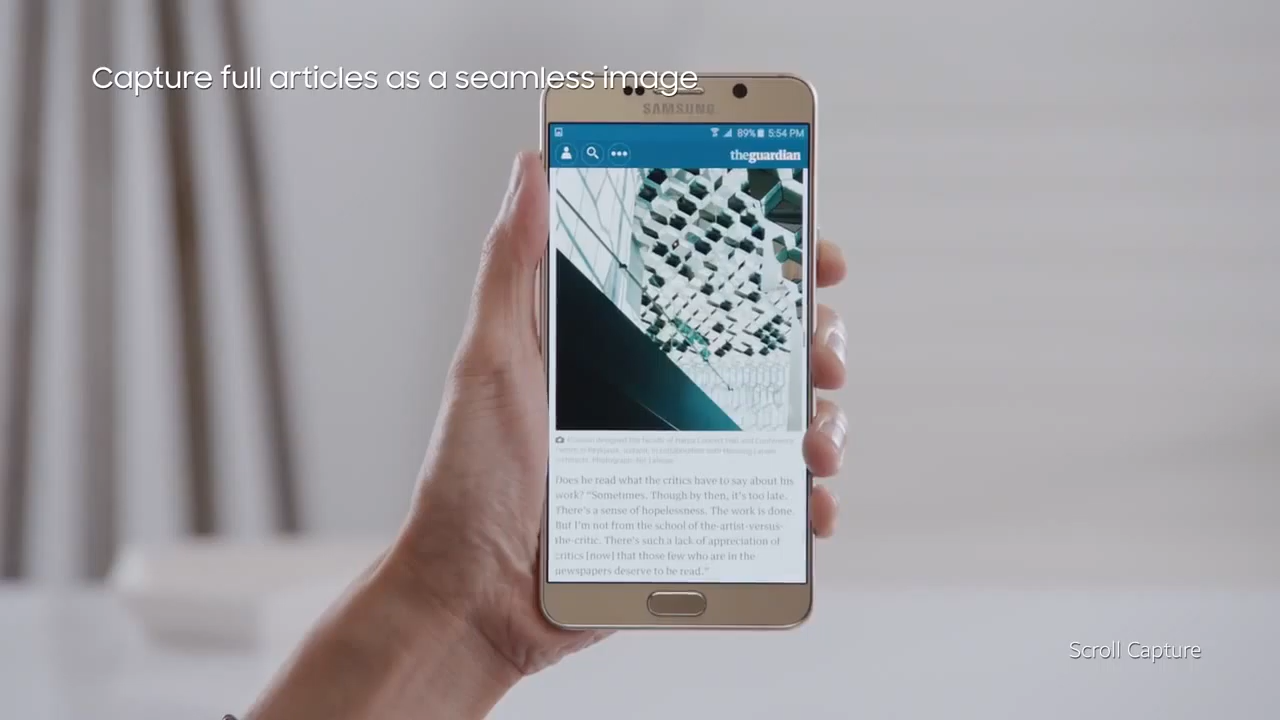 Capture full articles as a seamless image
SAMSUNG
89% 5:54 PM
theguardian
Does he read what the critics have to say about his
work? “Sometimes. Though by then, it's too late.
There's a sense of hopelessness. The work is done.
But I'm not from the school of the-artist-versus-
the-critic. There's such a lack of appreciation of
critics [now] that those few who are in the
newspapers deserve to be read.”
Scroll Capture